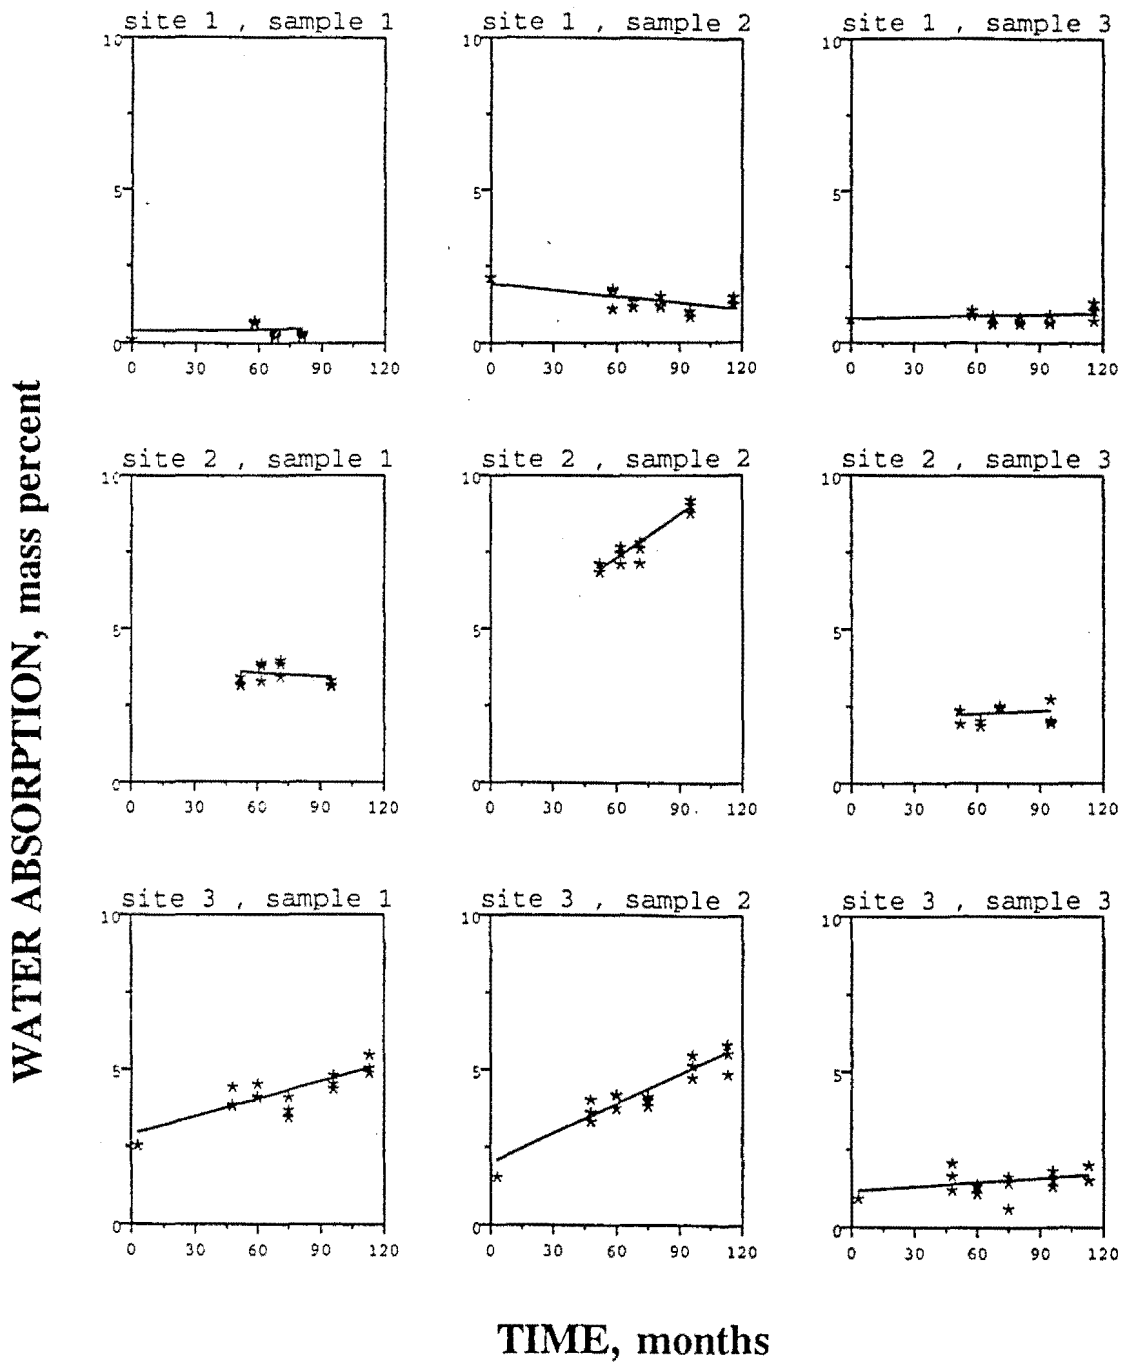 site 1 , sample 1
site 1 , sample 2
site 1 , sample 3
10
5
0
0 30 60 90 120
10
5
0
0 30 60 90 120
10
5
0
0 30 60 90 120
site 2 , sample 1
site 2 , sample 2
site 2 , sample 3
10
5
0
0 30 60 90 120
10
5
0
0 30 60 90 120
10
5
0
0 30 60 90 120
site 3 , sample 1
site 3 , sample 2
site 3 , sample 3
10
5
0
0 30 60 90 120
10
5
0
0 30 60 90 120
10
5
0
0 30 60 90 120
WATER ABSORPTION, mass percent
TIME, months